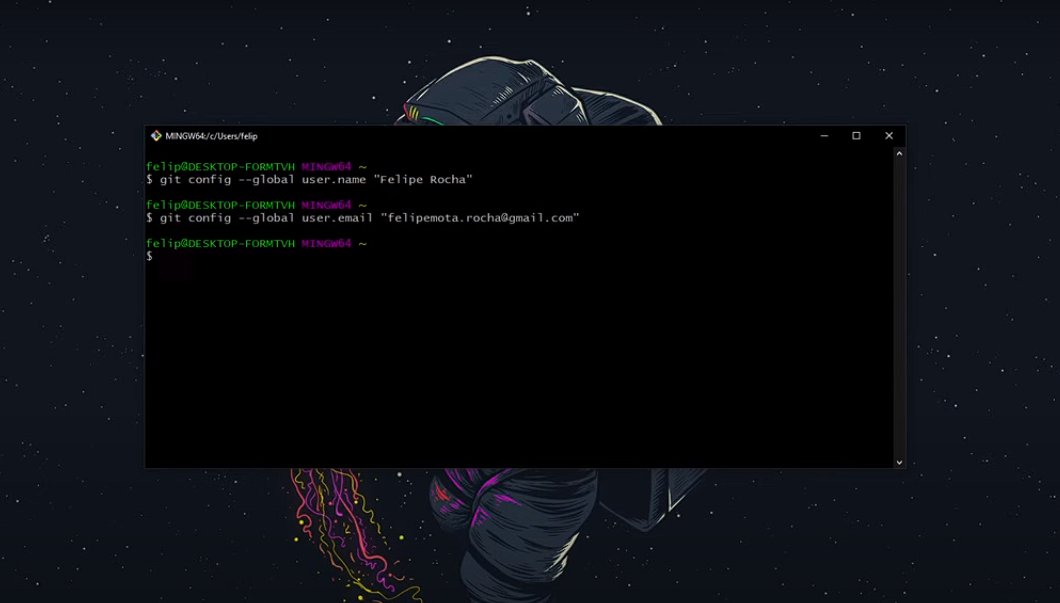 MINGW64:/c/Users/felip
felip@DESKTOP-FORMTVH MINGW64 ~
$ git config --global user.name "Felipe Rocha"
felip@DESKTOP-FORMTVH MINGW64 ~
$ git config --global user.email "felipemota.rocha@gmail.com"
felip@DESKTOP-FORMTVH MINGW64 ~
$